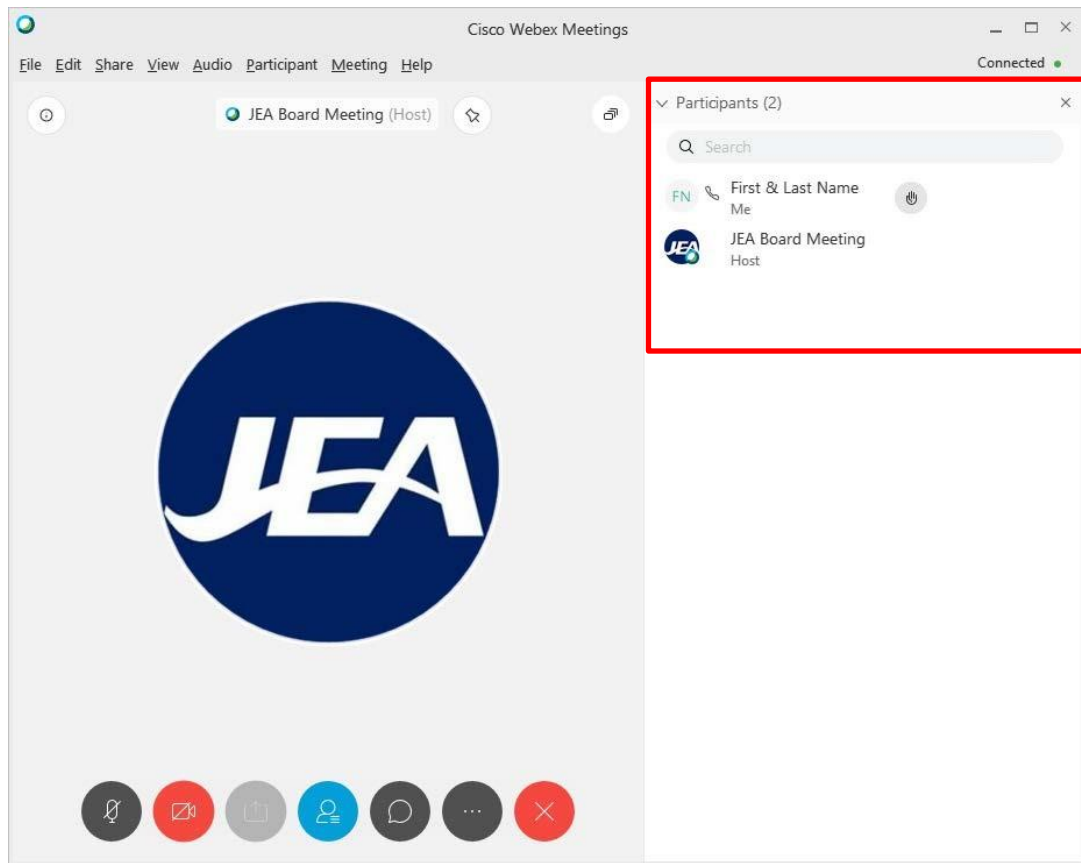 Cisco Webex Meetings
File Edit Share View Audio Participant Meeting Help
Connected
JEA Board Meeting (Host)
Participants (2)
Search
FN First & Last Name
Me
JEA JEA Board Meeting
Host
JEA